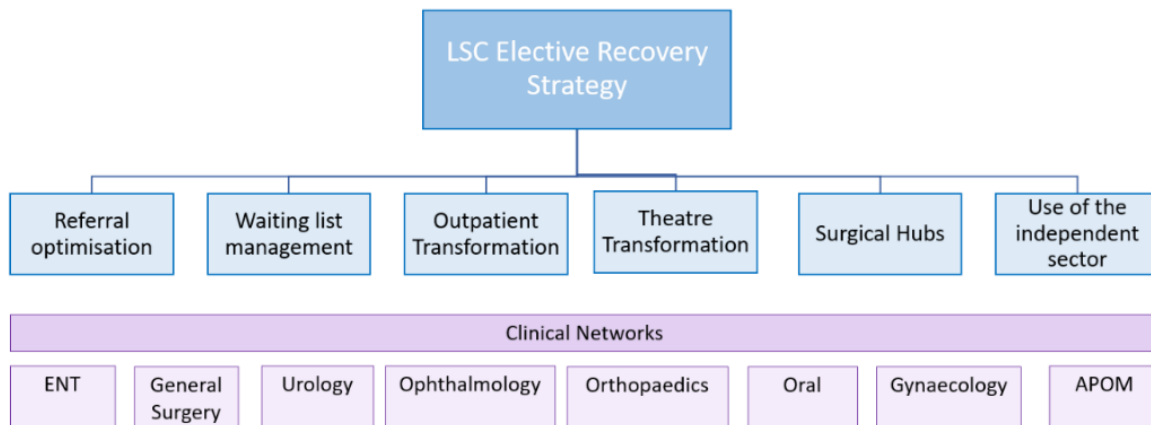 LSC Elective Recovery
Strategy
Referral
optimisation
Waiting list
management
Outpatient
Transformation
Theatre
Transformation
Surgical Hubs
Use of the
independent
sector
Clinical Networks
ENT
General
Surgery
Urology
Ophthalmology
Orthopaedics
Oral
Gynaecology
APOM